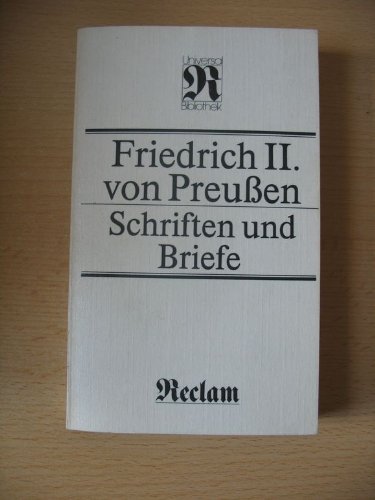 Universal
R
Bibliothek
Friedrich II.
von Preußen
Schriften und
Briefe
Reclam